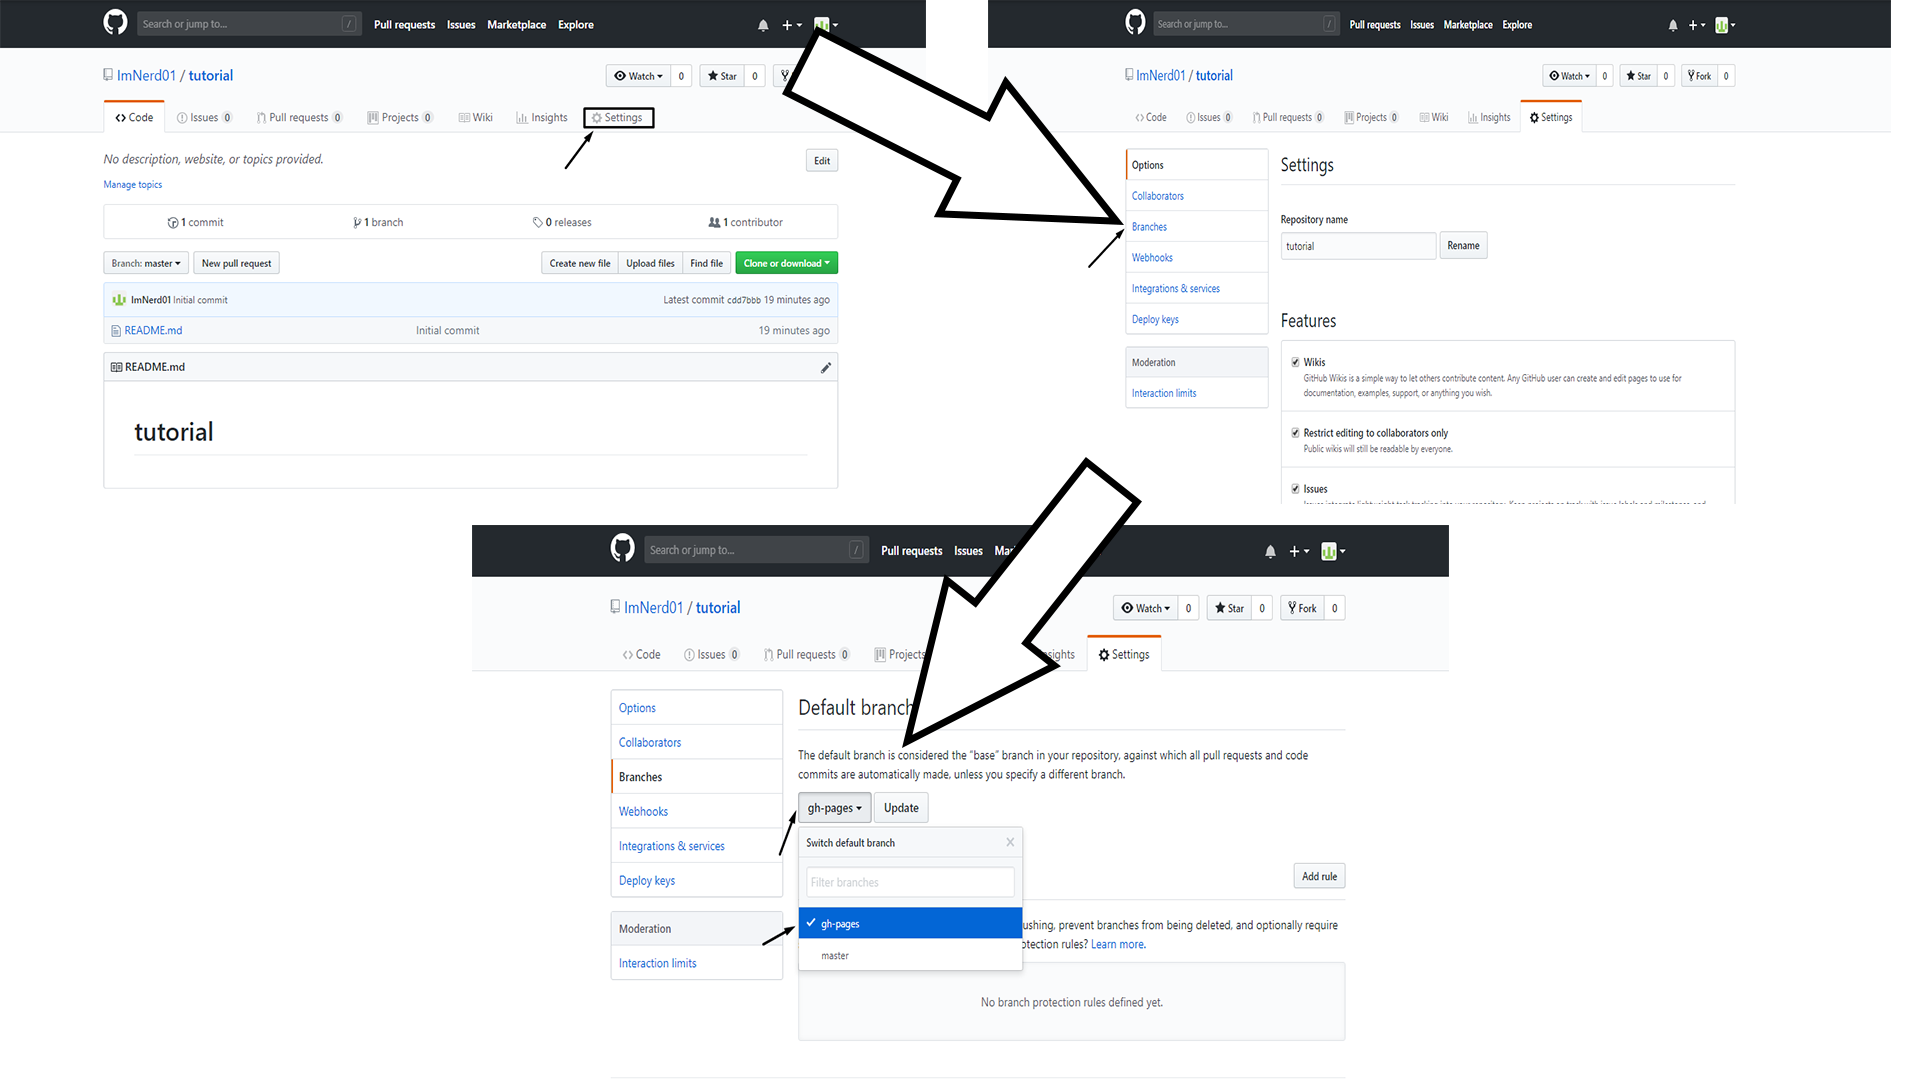 Search or jump to... / Pull requests Issues Marketplace Explore
ImNerd01 / tutorial Watch 0 Star 0
Code Issues 0 Pull requests 0 Projects 0 Wiki Insights Settings
No description, website, or topics provided. Edit
Manage topics
1 commit 1 branch 0 releases 1 contributor
Branch: master New pull request Create new file Upload files Find file Clone or download
ImNerd01 Initial commit Latest commit cdd7bbb 19 minutes ago
README.md Initial commit 19 minutes ago
README.md
tutorial
Search or jump to... / Pull requests Issues Marketplace Explore
ImNerd01 / tutorial Watch 0 Star 0 Fork 0
Code Issues 0 Pull requests 0 Projects 0 Wiki Insights Settings
Options
Collaborators
Branches
Webhooks
Integrations & services
Deploy keys
Moderation
Interaction limits
Settings
Repository name
tutorial Rename
Features
Wikis
GitHub Wikis is a simple way to let others contribute content. Any GitHub user can create and edit pages to use for
documentation, examples, support, or anything you wish.
Restrict editing to collaborators only
Public wikis will still be readable by everyone.
Issues
Search or jump to... / Pull requests Issues Ma
ImNerd01 / tutorial Watch 0 Star 0 Fork 0
Code Issues 0 Pull requests 0 Projects sights Settings
Options
Collaborators
Branches
Webhooks
Integrations & services
Deploy keys
Moderation
Interaction limits
Default branch
The default branch is considered the “base” branch in your repository, against which all pull requests and code
commits are automatically made, unless you specify a different branch.
gh-pages Update
Switch default branch
Filter branches
gh-pages
master
Add rule
ushing, prevent branches from being deleted, and optionally require
otection rules? Learn more.
No branch protection rules defined yet.